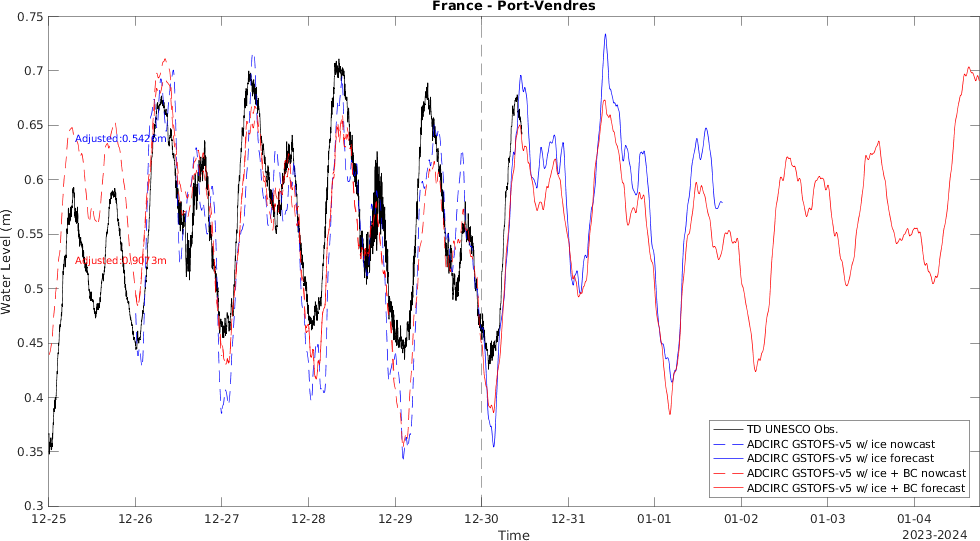 France - Port-Vendres
0.75
0.7
0.65
0.6
0.55
0.5
0.45
0.4
0.35
0.3
Water Level (m)
Adjusted:0.5426m
Adjusted:0.9073m
TD UNESCO Obs.
ADCIRC GSTOFS-v5 w/ ice nowcast
ADCIRC GSTOFS-v5 w/ ice forecast
ADCIRC GSTOFS-v5 w/ ice + BC nowcast
ADCIRC GSTOFS-v5 w/ ice + BC forecast
12-25 12-26 12-27 12-28 12-29 12-30 12-31 01-01 01-02 01-03 01-04
Time
2023-2024